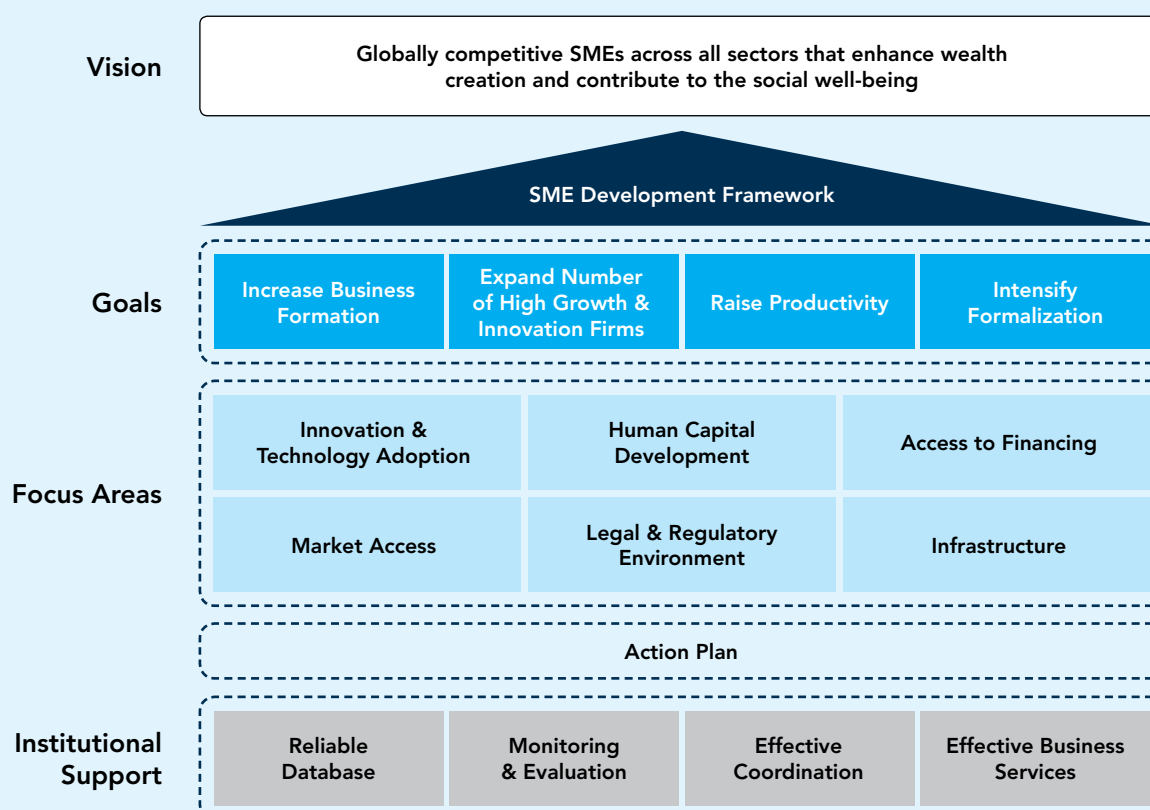 Vision
Globally competitive SMEs across all sectors that enhance wealth
creation and contribute to the social well-being
SME Development Framework
Goals
Increase Business
Formation
Expand Number
of High Growth &
Innovation Firms
Raise Productivity
Intensify
Formalization
Focus Areas
Innovation &
Technology Adoption
Human Capital
Development
Access to Financing
Market Access
Legal & Regulatory
Environment
Infrastructure
Action Plan
Institutional
Support
Reliable
Database
Monitoring
& Evaluation
Effective
Coordination
Effective Business
Services